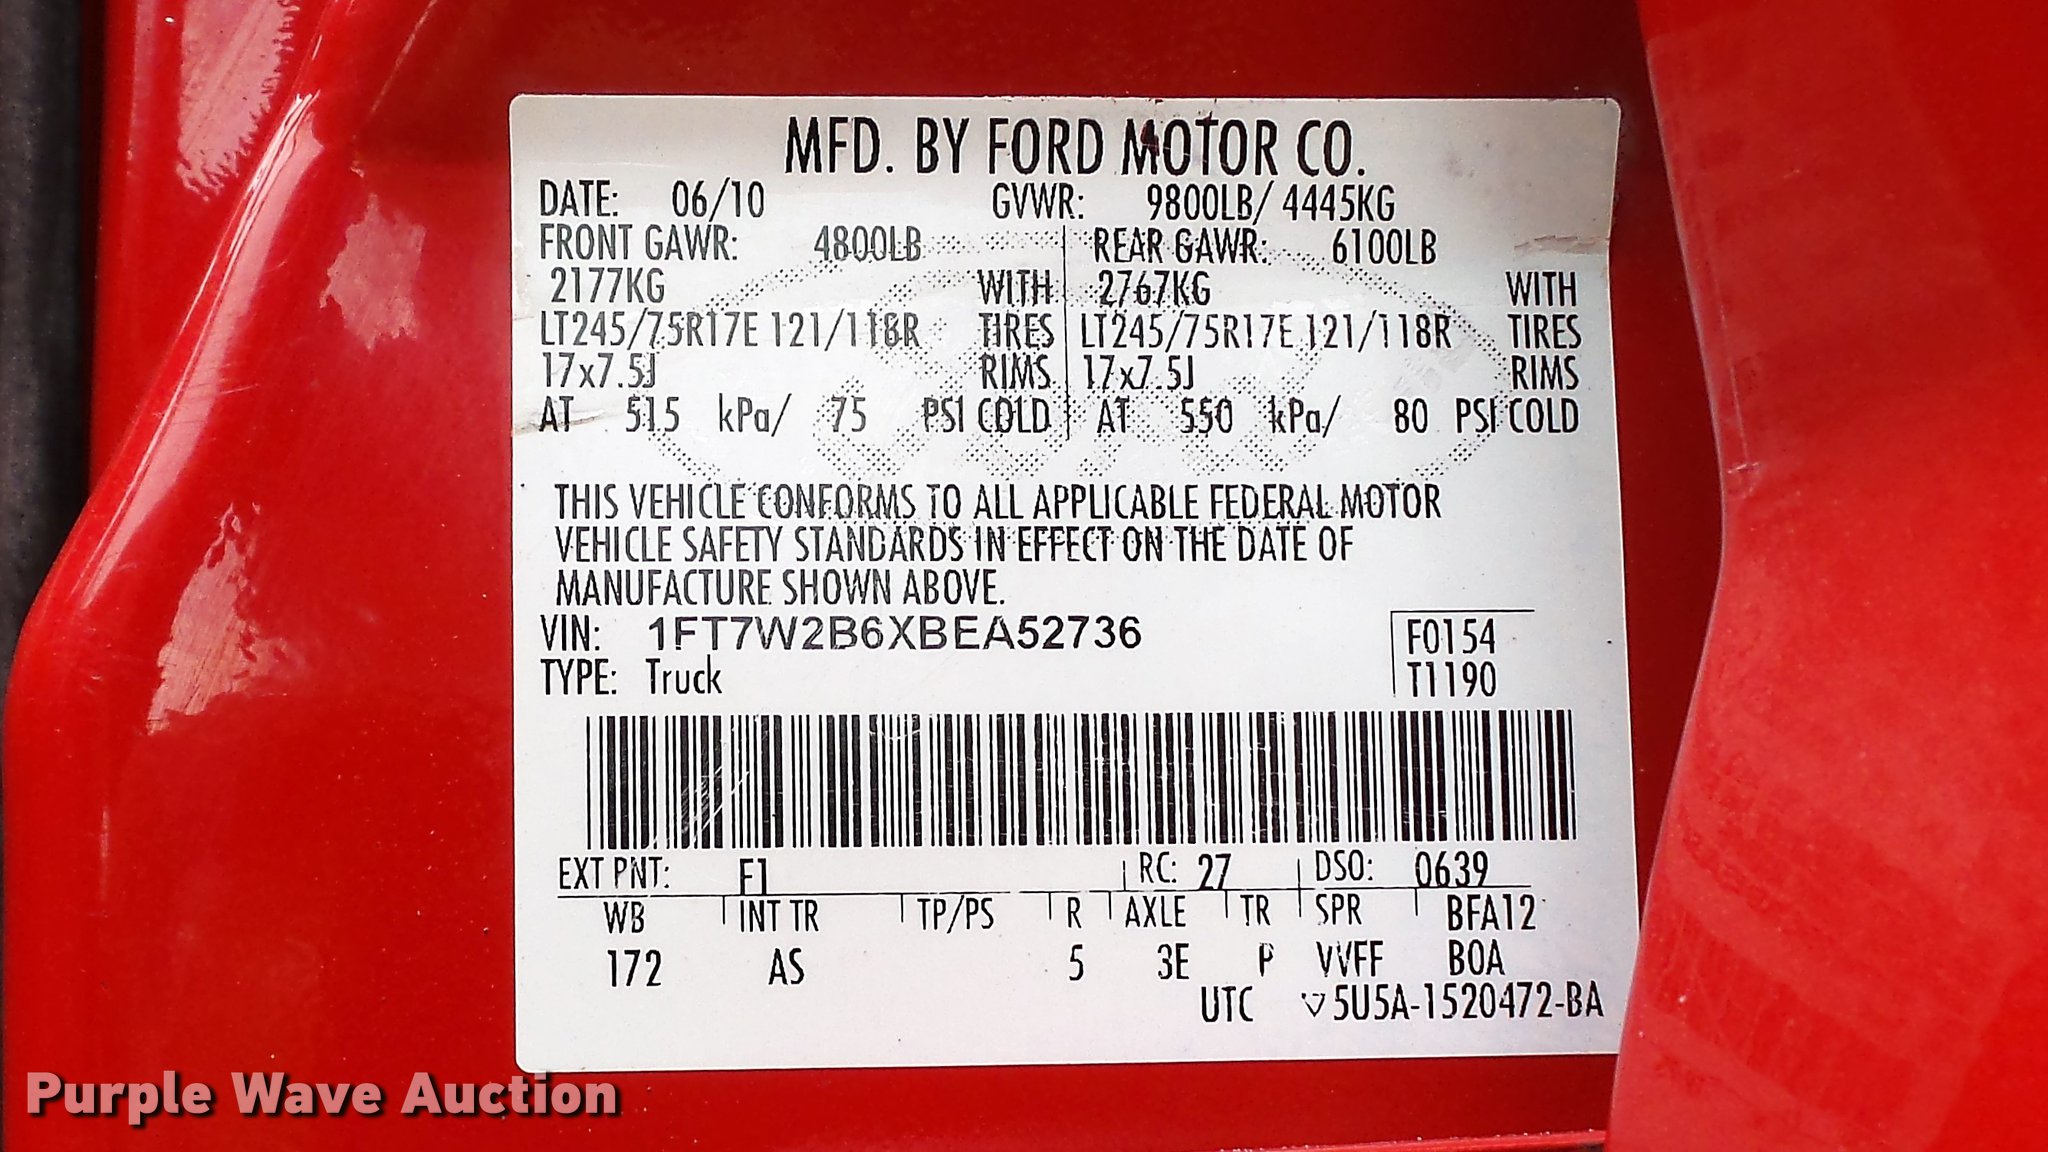 MFD. BY FORD MOTOR CO.
DATE: 06/10 GVWR: 9800LB/ 4445KG
FRONT GAWR: 4800LB REAR GAWR: 6100LB
2177KG WITH 2767KG WITH
LT245/75R17E 121/118R TIRES LT245/75R17E 121/118R TIRES
17x7.5J RIMS 17x7.5J RIMS
AT 515 kPa/ 75 PSI COLD AT 550 kPa/ 80 PSI COLD
THIS VEHICLE CONFORMS TO ALL APPLICABLE FEDERAL MOTOR
VEHICLE SAFETY STANDARDS IN EFFECT ON THE DATE OF
MANUFACTURE SHOWN ABOVE.
VIN: 1FT7W2B6XBEA52736 F0154
TYPE: Truck T1190
EXT PNT: F1 RC: 27 DSO: 0639
WB INT TR TP/PS R AXLE TR SPR BFA12
172 AS 5 3E P VVFF BOA
UTC ▽5U5A-1520472-BA
Purple Wave Auction